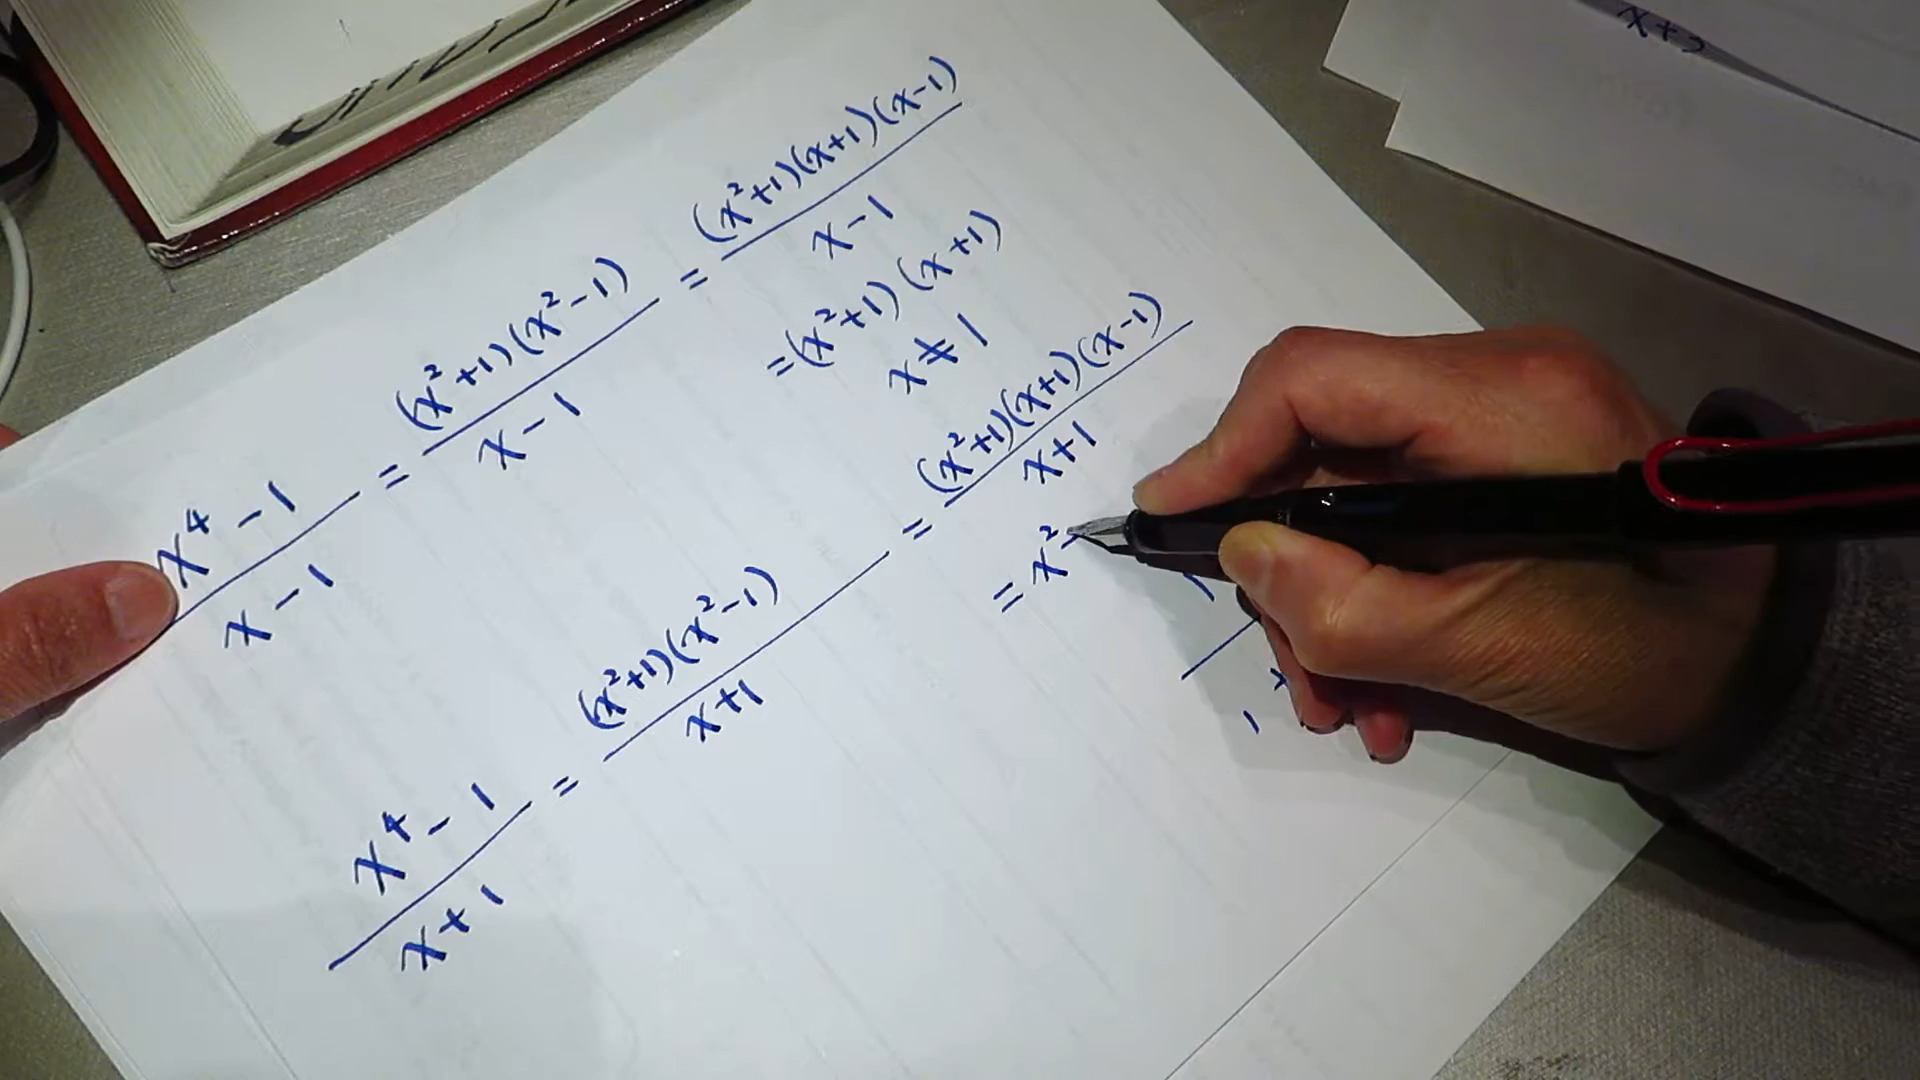 x⁴ - 1 / x - 1 = (x²+1)(x²-1) / x - 1 = (x²+1)(x+1)(x-1) / x - 1
=(x²+1)(x+1)
x ≠ 1
x⁴ - 1 / x+1 = (x²+1)(x²-1) / x+1 = (x²+1)(x+1)(x-1) / x+1
= x²